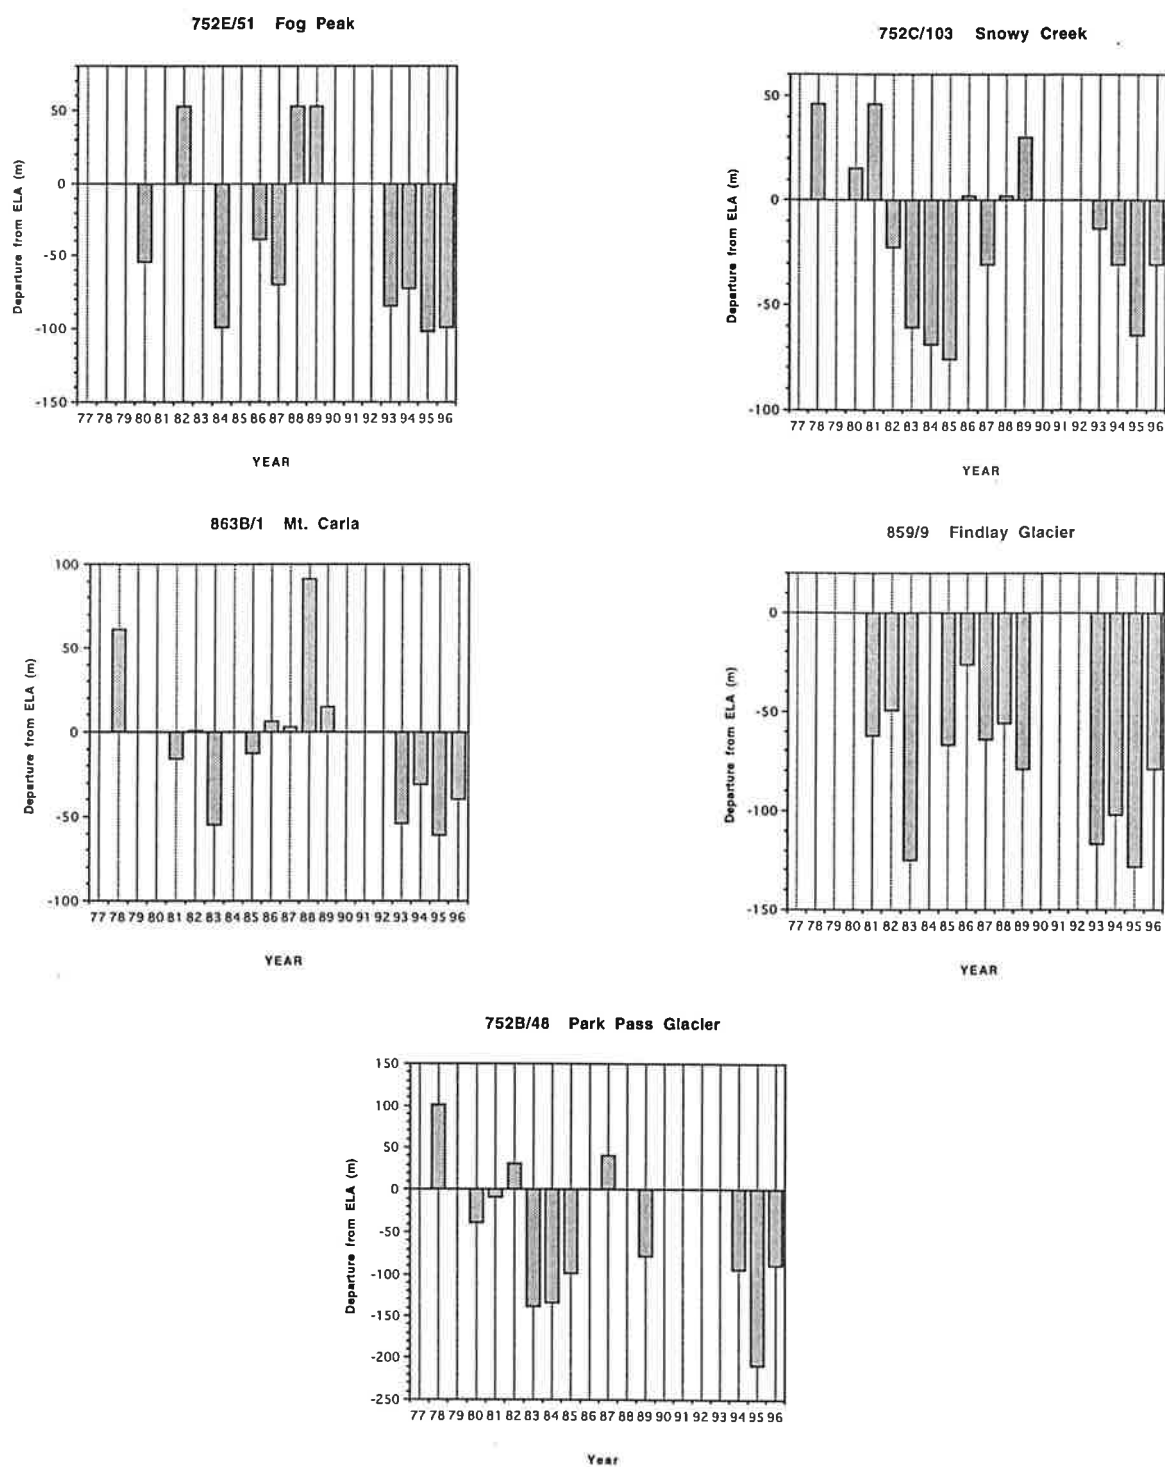 752E/51 Fog Peak
Departure from ELA (m)
50
0
-50
-100
-150
77 78 79 80 81 82 83 84 85 86 87 88 89 90 91 92 93 94 95 96
YEAR
752C/103 Snowy Creek
Departure from ELA (m)
50
0
-50
-100
77 78 79 80 81 82 83 84 85 86 87 88 89 90 91 92 93 94 95 96
YEAR
863B/1 Mt. Carla
Departure from ELA (m)
100
50
0
-50
-100
77 78 79 80 81 82 83 84 85 86 87 88 89 90 91 92 93 94 95 96
YEAR
859/9 Findlay Glacier
Departure from ELA (m)
0
-50
-100
-150
77 78 79 80 81 82 83 84 85 86 87 88 89 90 91 92 93 94 95 96
YEAR
752B/48 Park Pass Glacier
Departure from ELA (m)
150
100
50
0
-50
-100
-150
-200
-250
77 78 79 80 81 82 83 84 85 86 87 88 89 90 91 92 93 94 95 96
Year